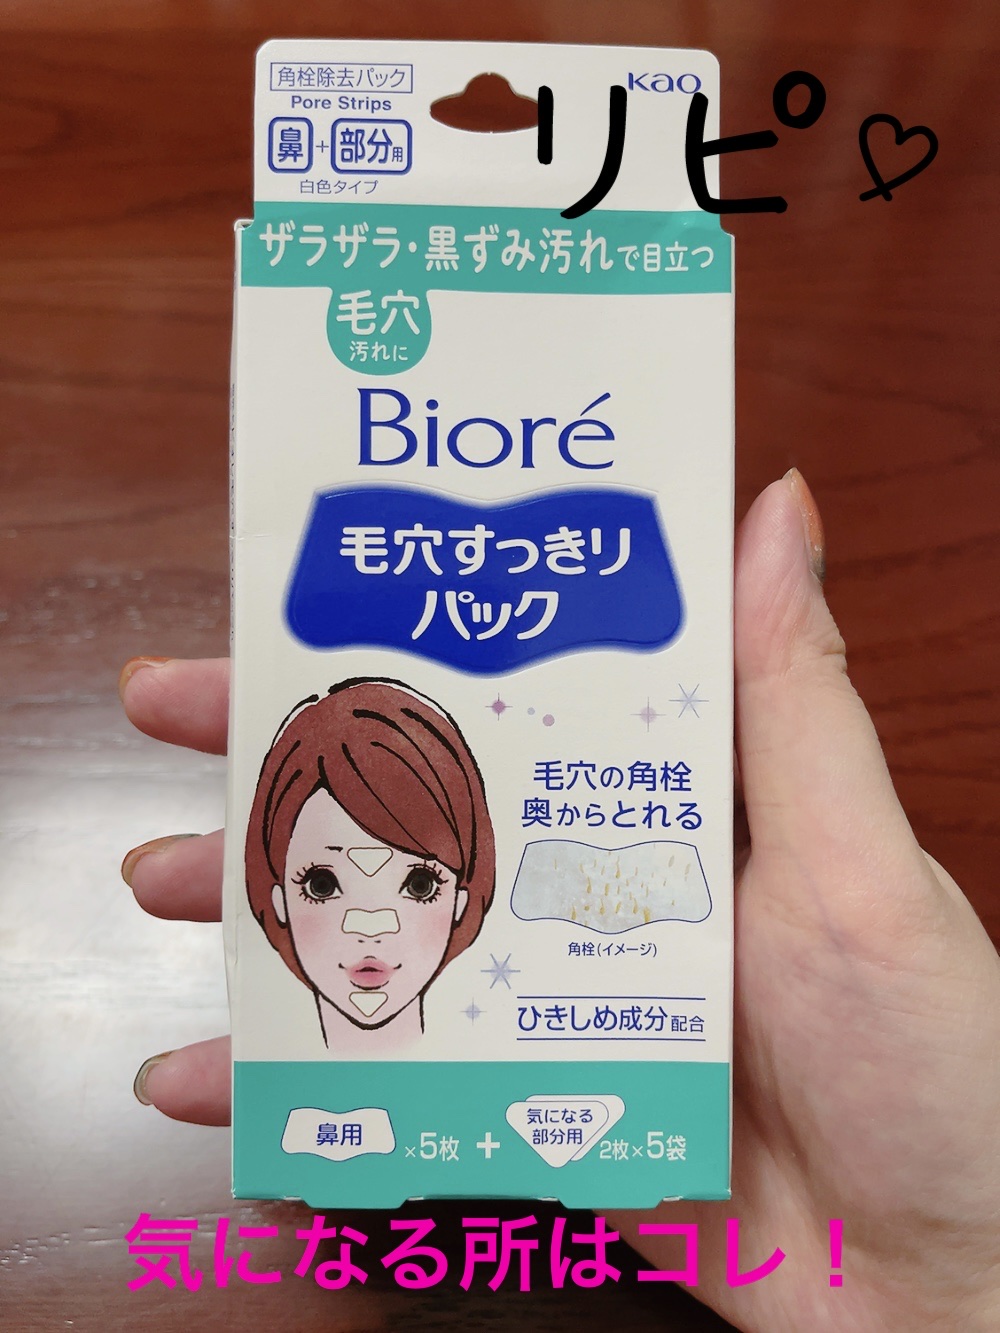 角栓除去パック
Pore Strips
鼻+部分用
白色タイプ
Kao
リピ♡
ザラザラ・黒ずみ汚れで目立つ
毛穴
汚れに
Bioré
毛穴すっきり
パック
毛穴の角栓
奥からとれる
角栓(イメージ)
ひきしめ成分配合
鼻用 ×5枚 + 気になる部分用 2枚×5袋
気になる所はコレ！